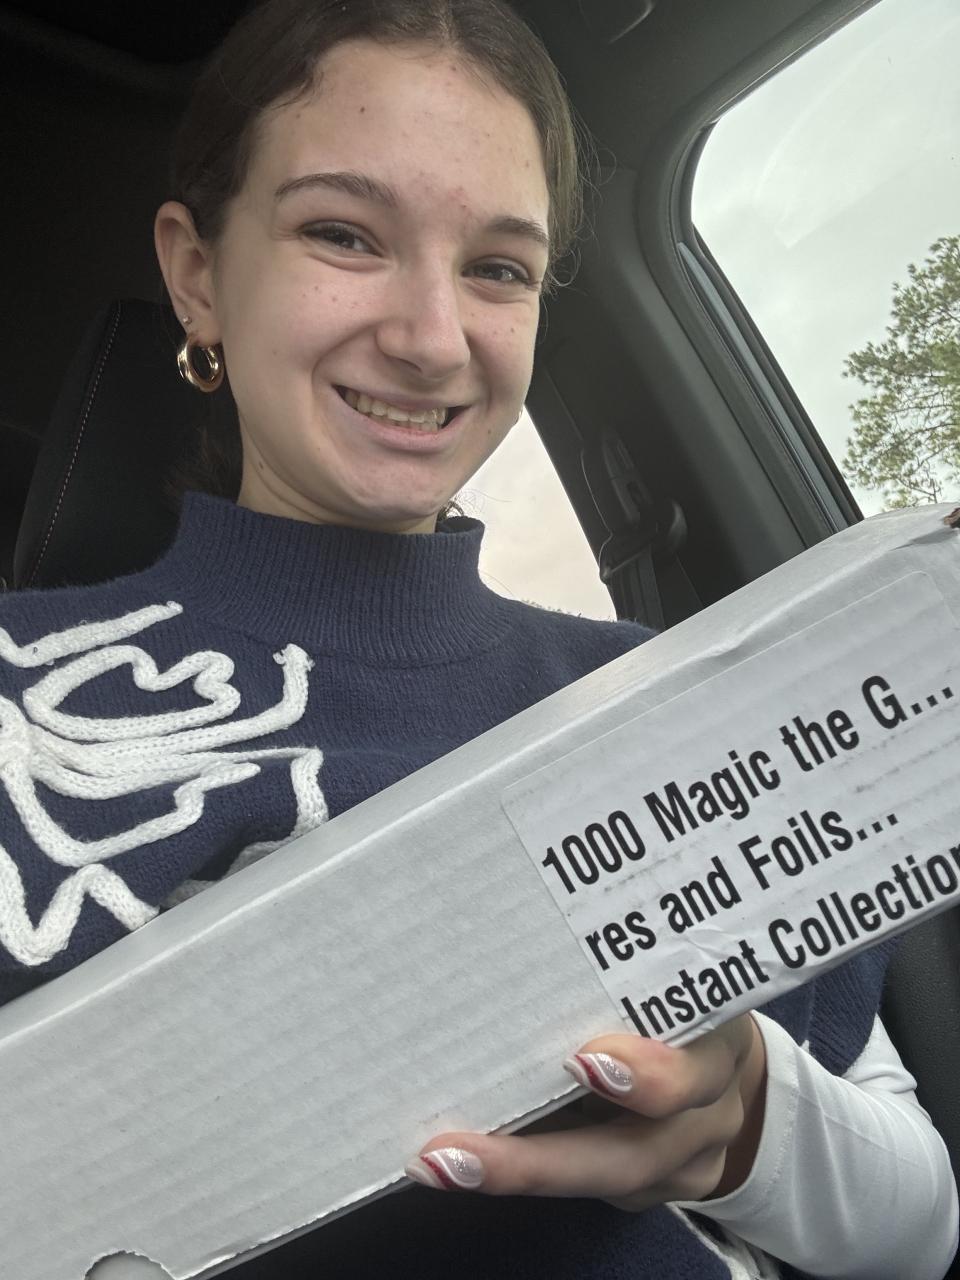 1000 Magic the G...
res and Foils...
Instant Collection